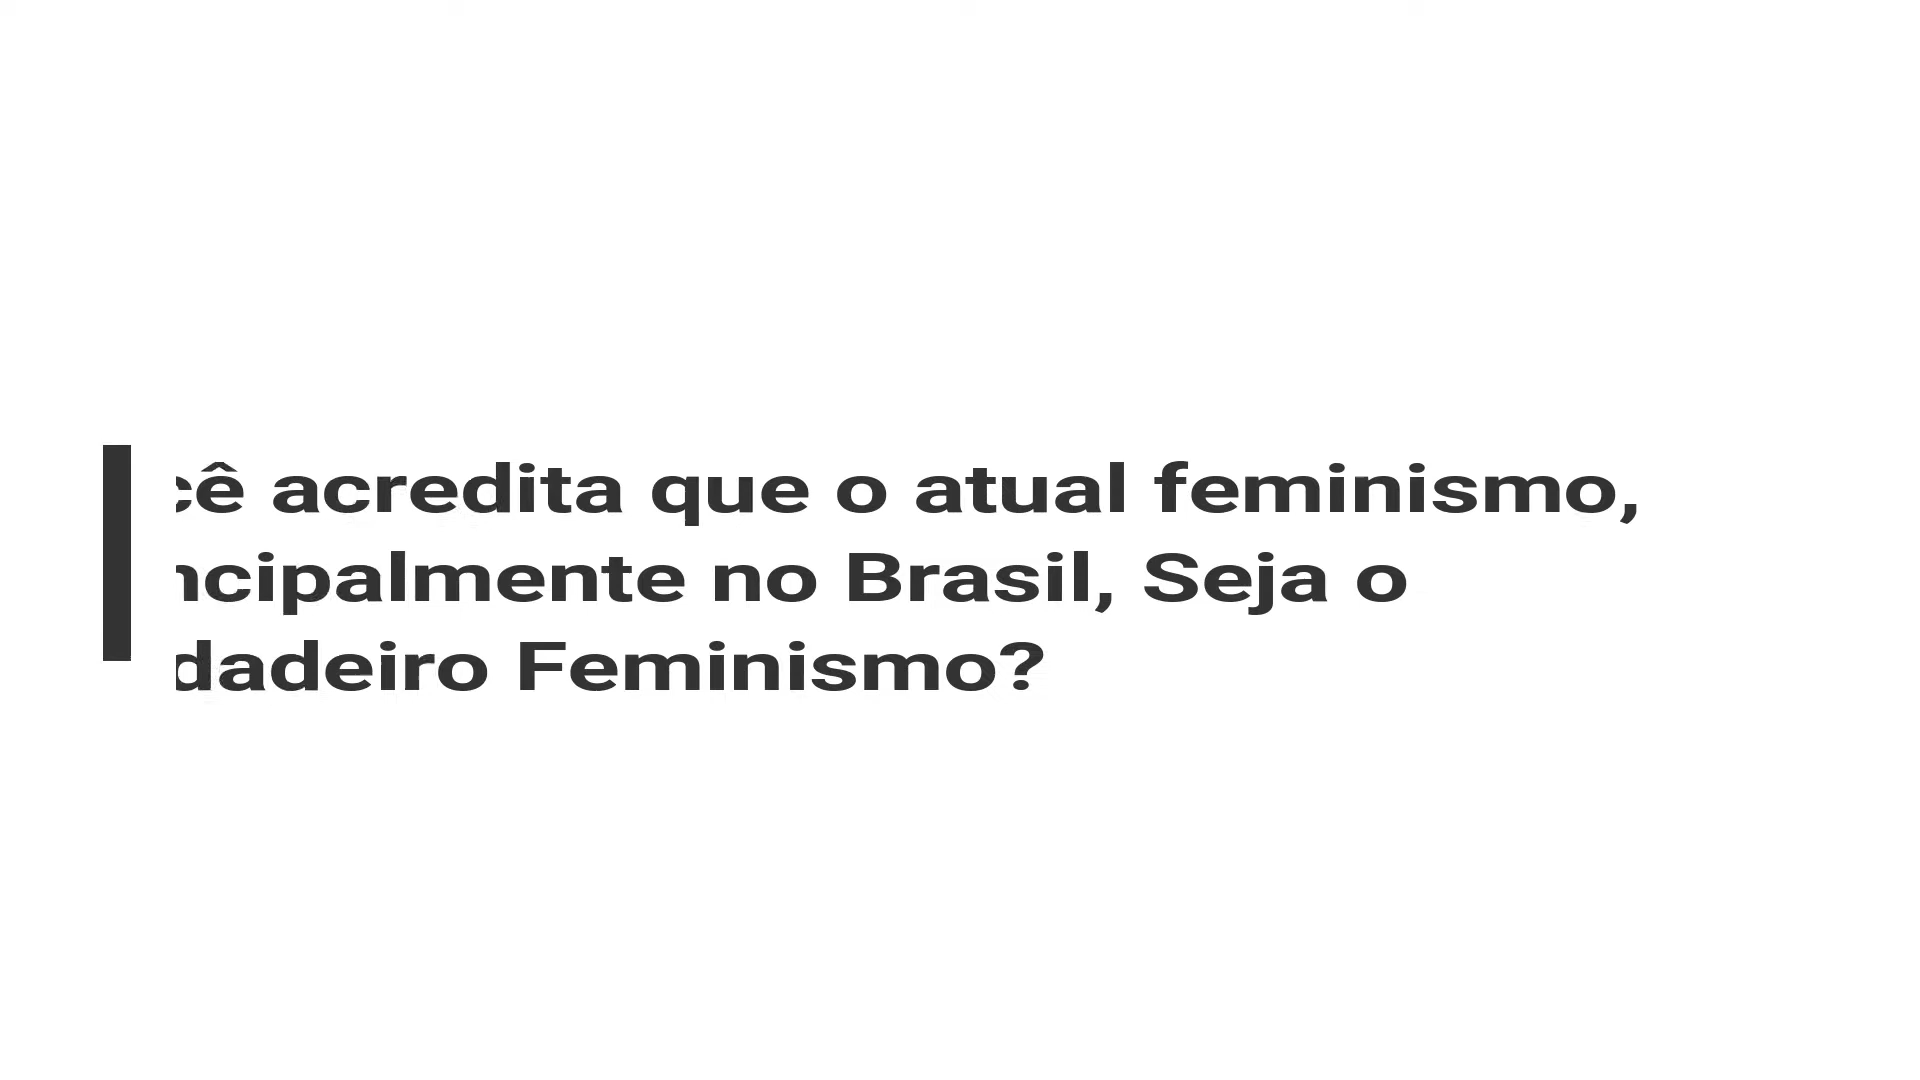 cê acredita que o atual feminismo,
ncipalmente no Brasil, Seja o
dadeiro Feminismo?